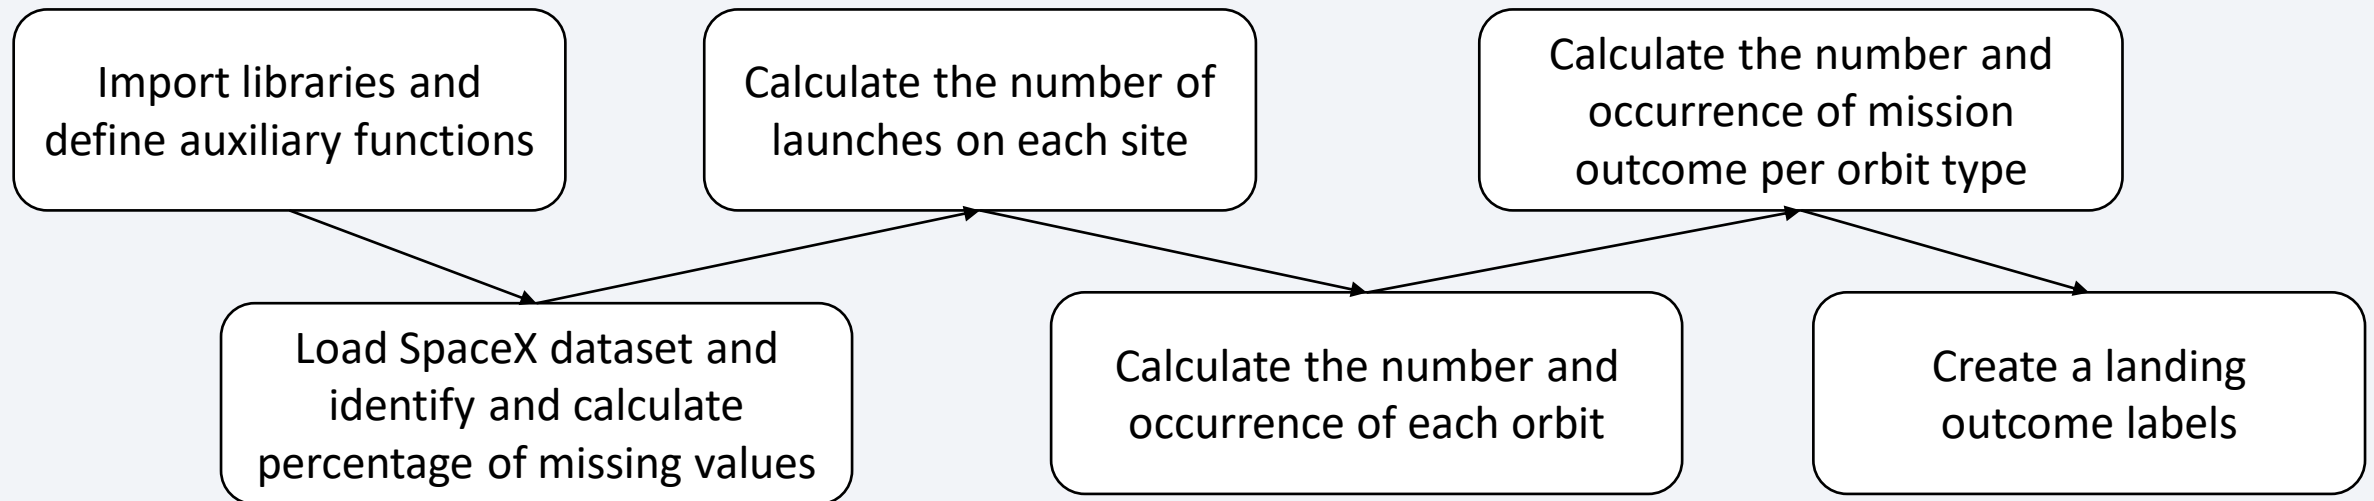 Import libraries and
define auxiliary functions
Load SpaceX dataset and
identify and calculate
percentage of missing values
Calculate the number of
launches on each site
Calculate the number and
occurrence of each orbit
Calculate the number and
occurrence of mission
outcome per orbit type
Create a landing
outcome labels